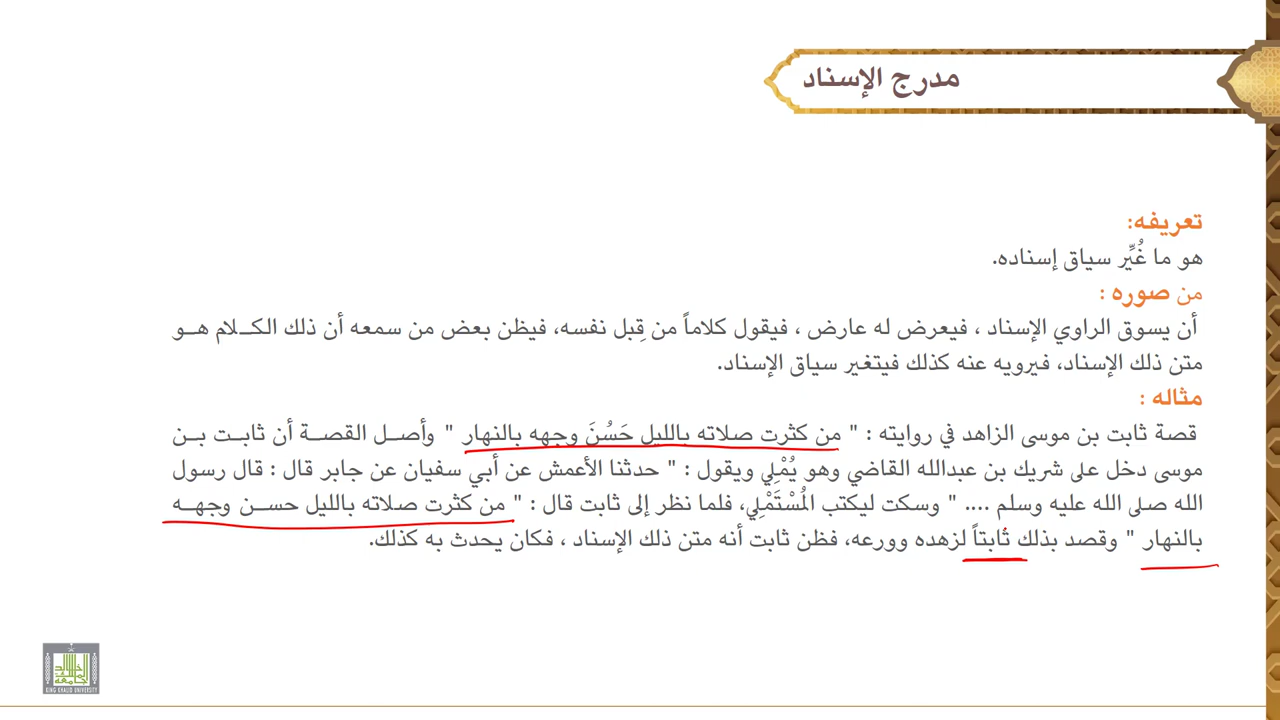 مدرج الإسناد
تعريفه:
هو ما غُيِّر سياق إسناده.
من صوره :
أن يسوق الراوي الإسناد ، فيعرض له عارض ، فيقول كلاماً من قِبل نفسه، فيظن بعض من سمعه أن ذلك الكلام هو
متن ذلك الإسناد، فيرويه عنه كذلك فيتغير سياق الإسناد.
مثاله :
قصة ثابت بن موسى الزاهد في روايته : " من كثرت صلاته بالليل حَسُنَ وجهه بالنهار " وأصل القصة أن ثابت بن
موسى دخل على شريك بن عبدالله القاضي وهو يُمْلِي ويقول : " حدثنا الأعمش عن أبي سفيان عن جابر قال : قال رسول
الله صلى الله عليه وسلم .... " وسكت ليكتب المُسْتَمْلِي، فلما نظر إلى ثابت قال : " من كثرت صلاته بالليل حسن وجهه
بالنهار " وقصد بذلك ثابتاً لزهده وورعه، فظن ثابت أنه متن ذلك الإسناد ، فكان يحدث به كذلك.
KING KHALID UNIVERSITY